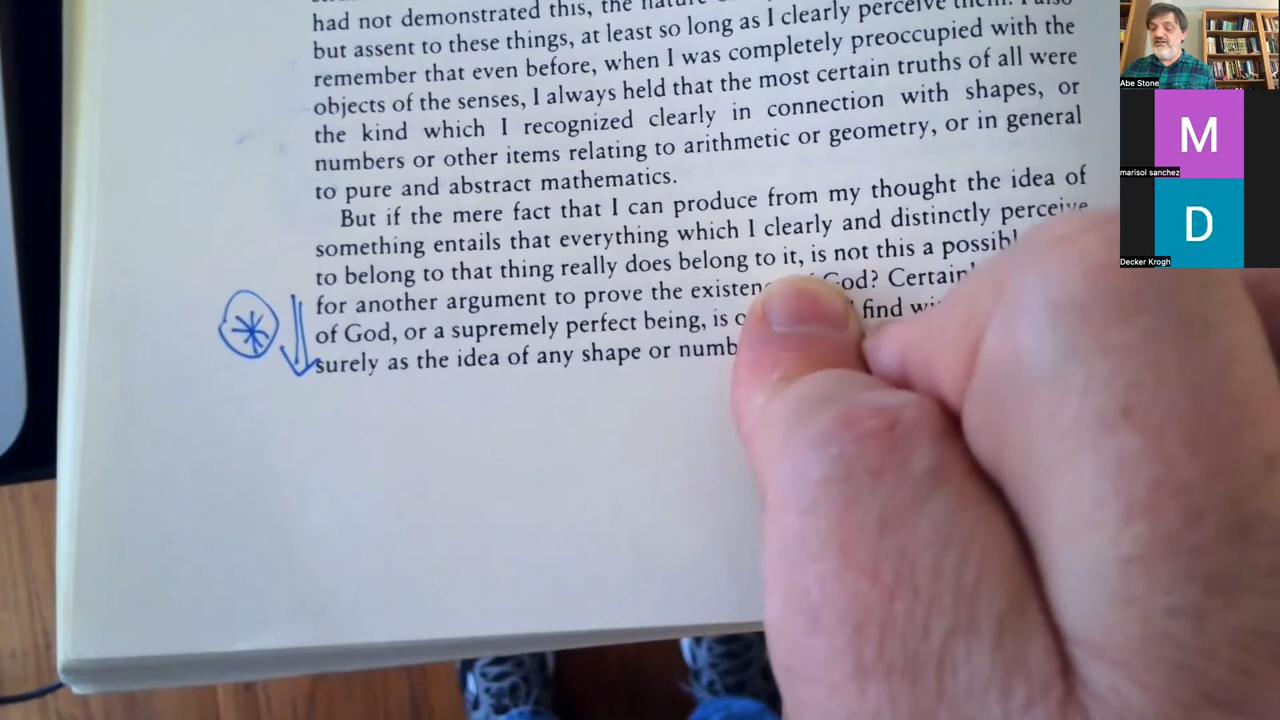 had not demonstrated this, the
but assent to these things, at least so long as I clearly perceive them. I also
remember that even before, when I was completely preoccupied with the
objects of the senses, I always held that the most certain truths of all were
the kind which I recognized clearly in connection with shapes, or
numbers or other items relating to arithmetic or geometry, or in general
to pure and abstract mathematics.
But if the mere fact that I can produce from my thought the idea of
something entails that everything which I clearly and distinctly perceive
to belong to that thing really does belong to it, is not this a
for another argument to prove the God?
of God, or a supremely perfect being, is find
surely as the idea of any shape or
Abe Stone
M
marisol sanchez
D
Decker Krogh